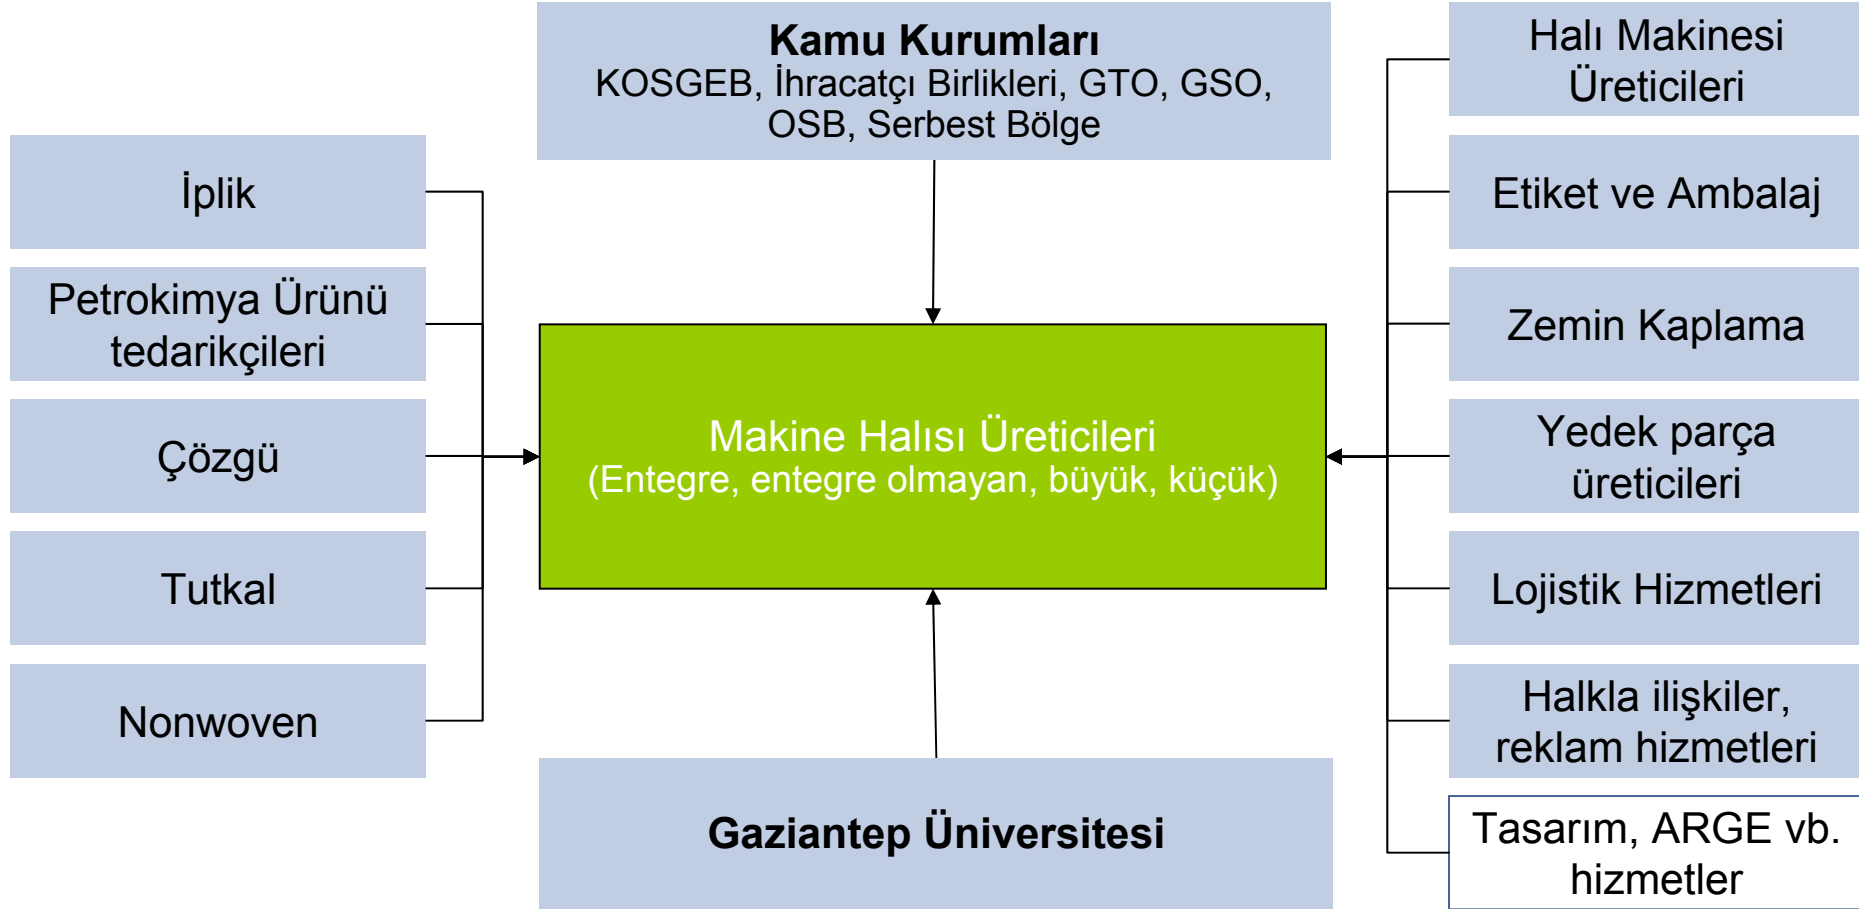 Kamu Kurumları
KOSGEB, İhracatçı Birlikleri, GTO, GSO,
OSB, Serbest Bölge
İplik
Petrokimya Ürünü
tedarikçileri
Çözgü
Tutkal
Nonwoven
Makine Halısı Üreticileri
(Entegre, entegre olmayan, büyük, küçük)
Gaziantep Üniversitesi
Halı Makinesi
Üreticileri
Etiket ve Ambalaj
Zemin Kaplama
Yedek parça
üreticileri
Lojistik Hizmetleri
Halkla ilişkiler,
reklam hizmetleri
Tasarım, ARGE vb.
hizmetler